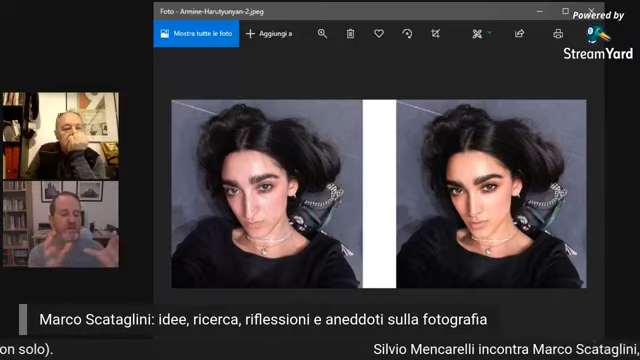 Foto - Armine-Harutyunyan-2.jpeg
Powered by
StreamYard
Mostra tutte le foto
Aggiungi a
Marco Scataglini: idee, ricerca, riflessioni e aneddoti sulla fotografia
on solo).
Silvio Mencarelli incontra Marco Scataglini,